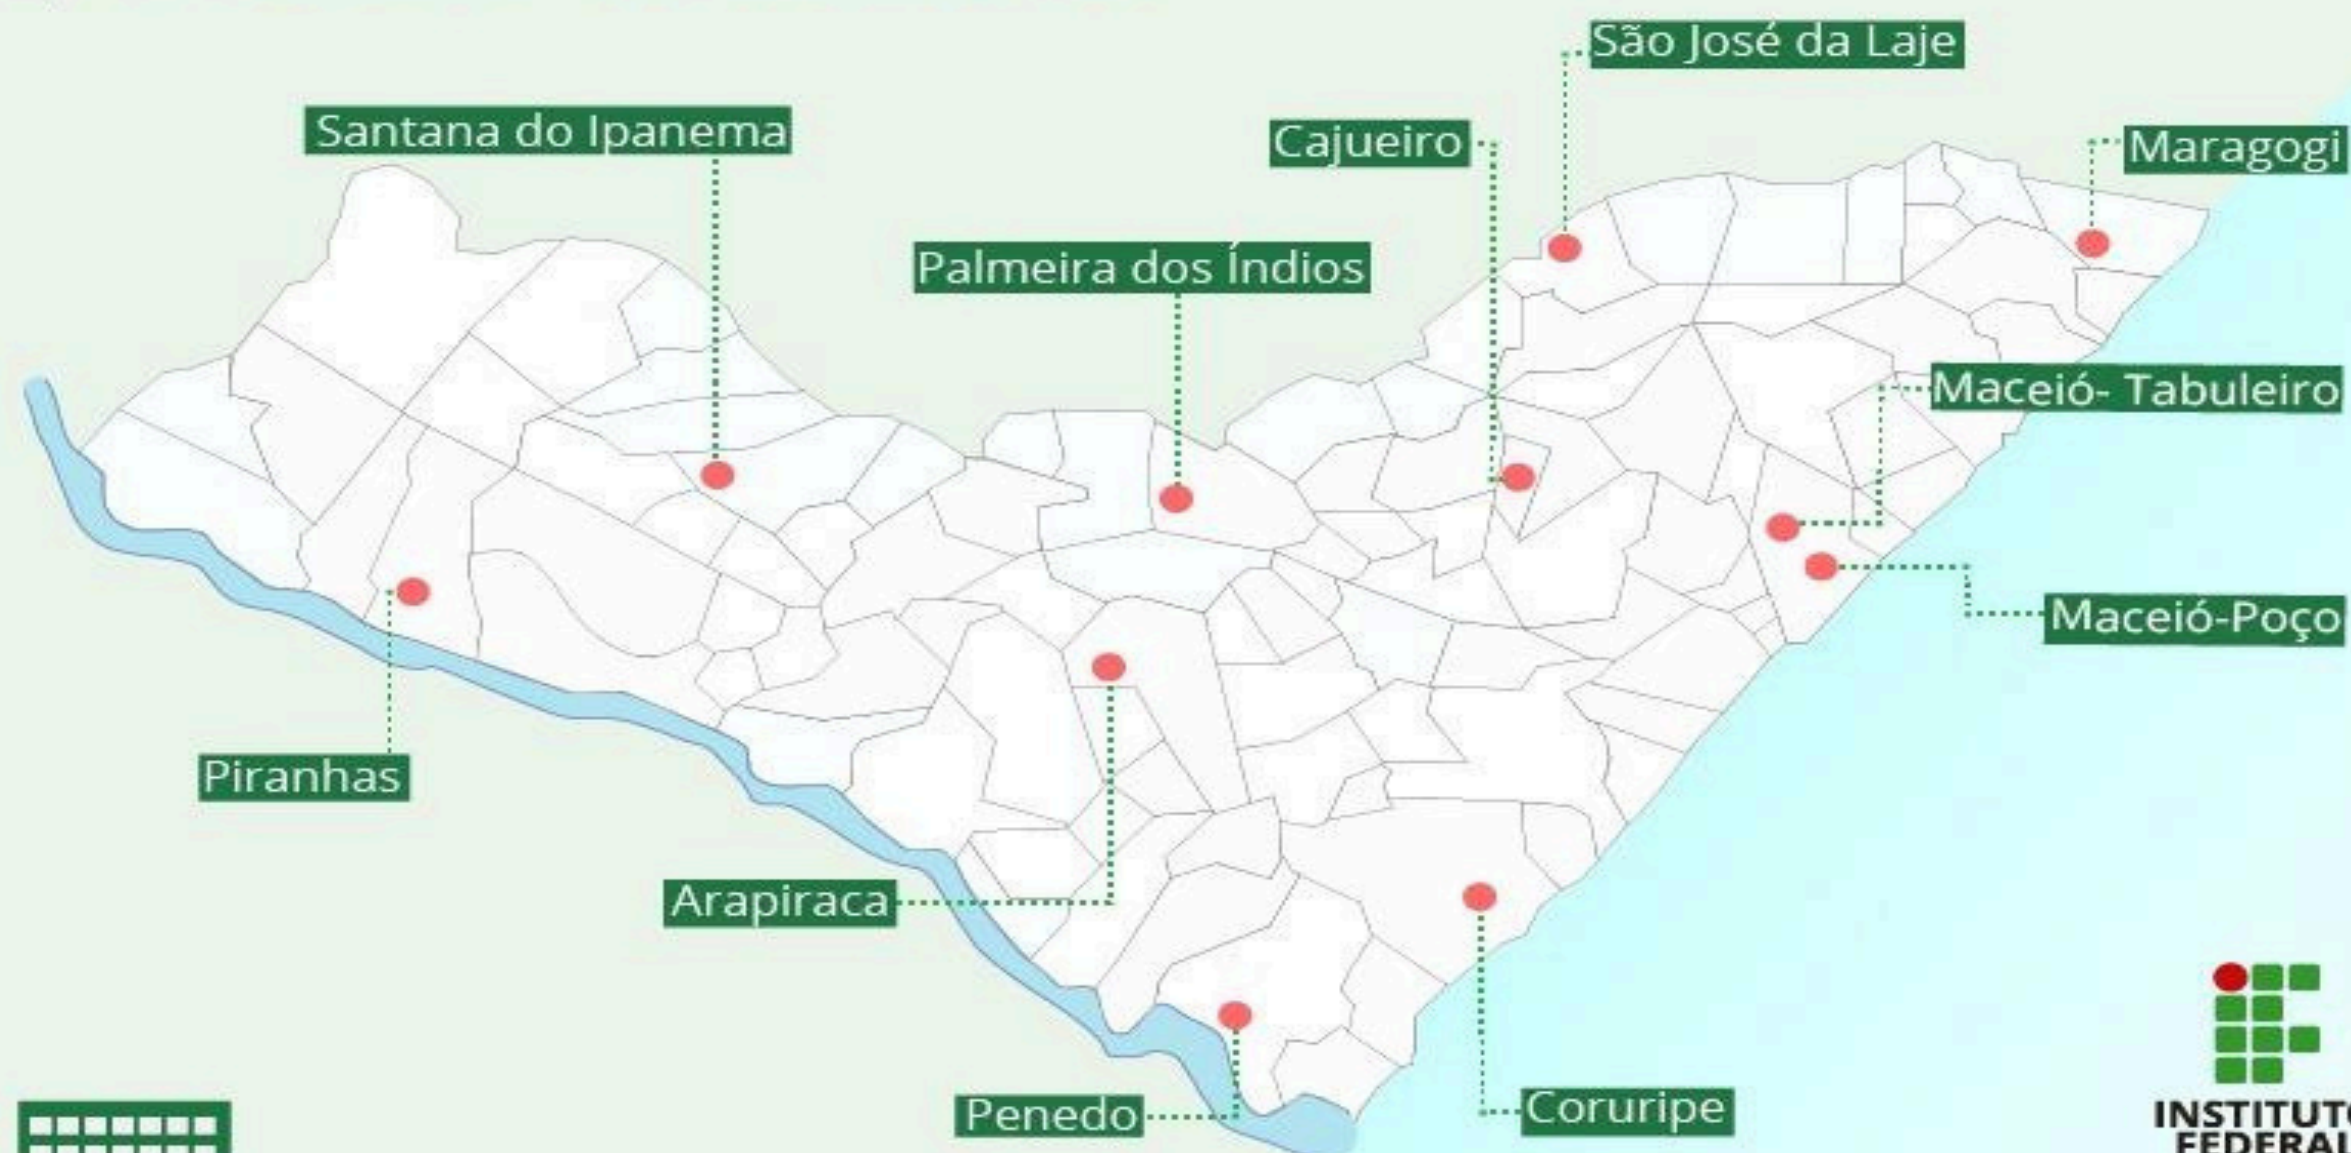 São José da Laje
Santana do Ipanema
Cajueiro
Maragogi
Palmeira dos Índios
Maceió- Tabuleiro
Maceió-Poço
Piranhas
Arapiraca
Penedo
Coruripe
INSTITUTO
FEDERAL